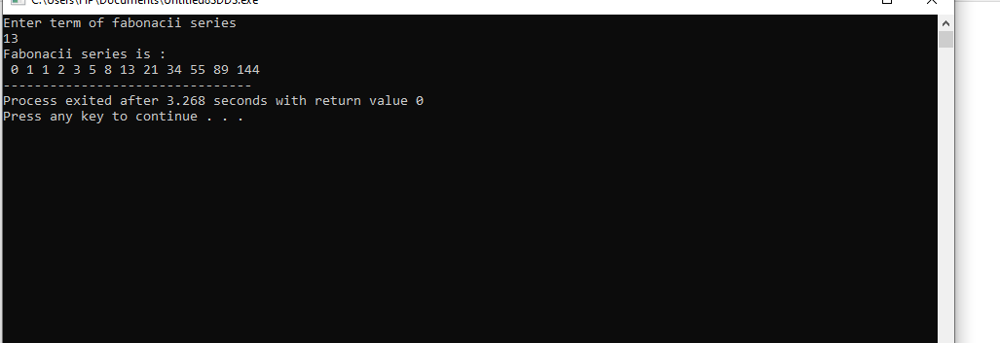 Enter term of fabonacii series
13
Fabonacii series is :
0 1 1 2 3 5 8 13 21 34 55 89 144
--------------------------------
Process exited after 3.268 seconds with return value 0
Press any key to continue . . .